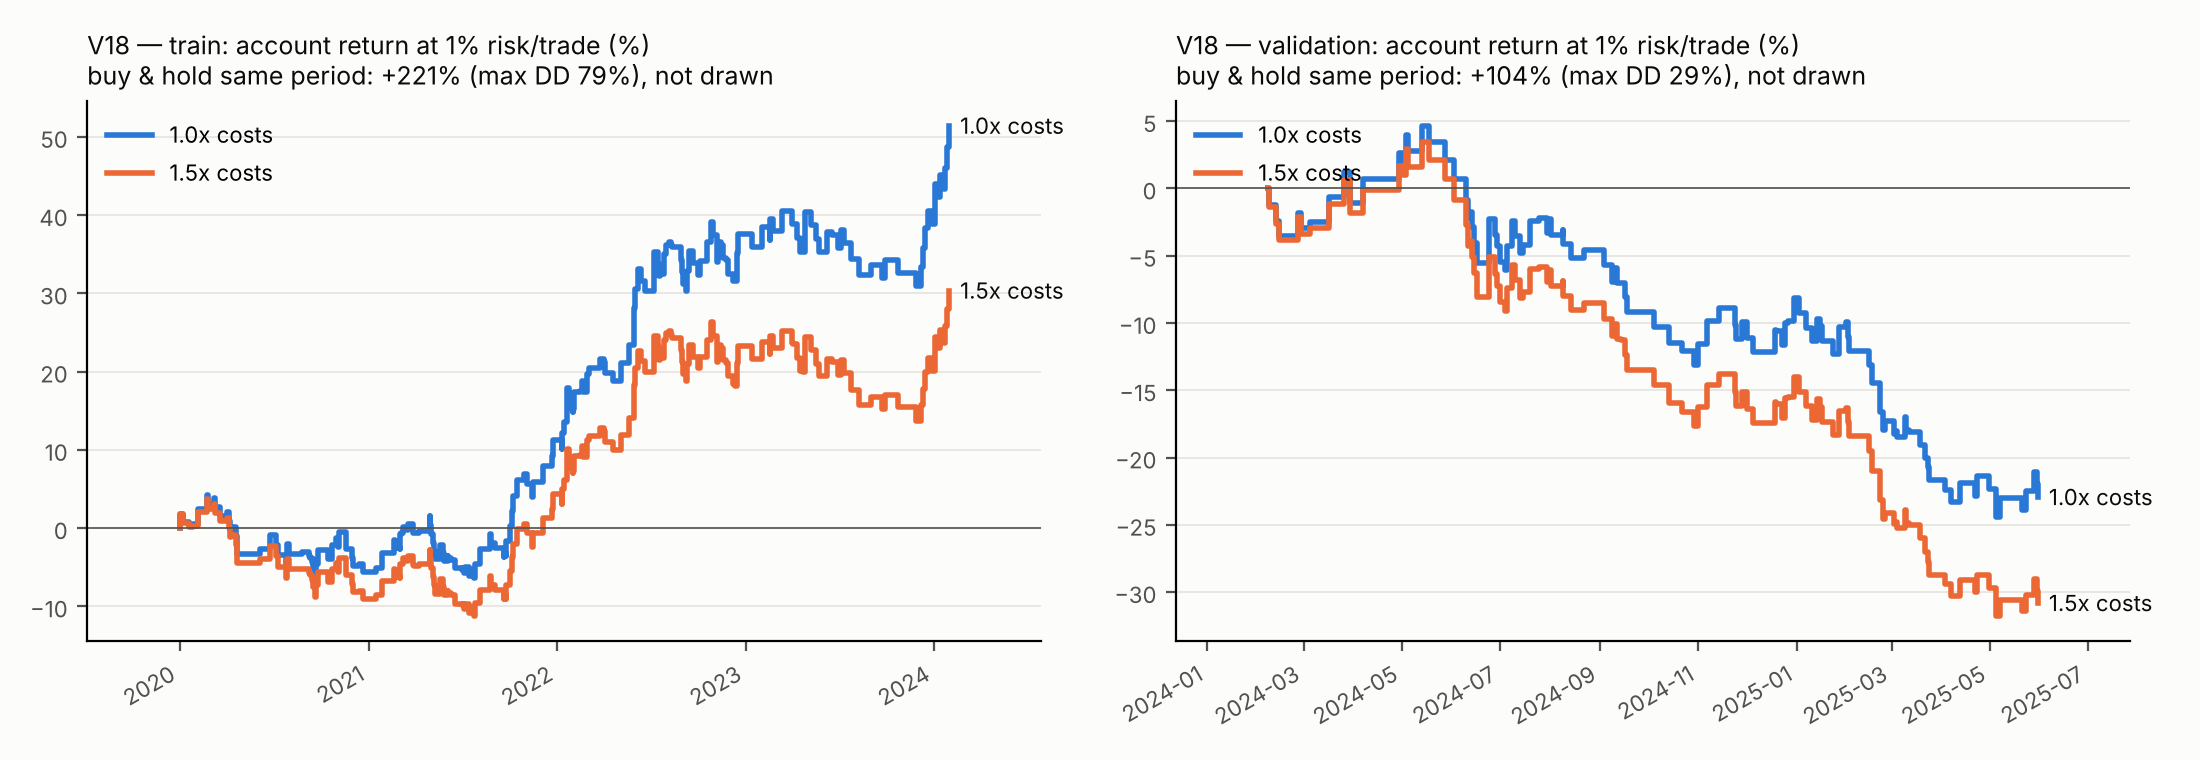 V18 — train: account return at 1% risk/trade (%)
buy & hold same period: +221% (max DD 79%), not drawn
1.0x costs
1.5x costs
1.0x costs
1.5x costs
50
40
30
20
10
0
−10
2020
2021
2022
2023
2024
V18 — validation: account return at 1% risk/trade (%)
buy & hold same period: +104% (max DD 29%), not drawn
1.0x costs
1.5x costs
1.0x costs
1.5x costs
5
0
−5
−10
−15
−20
−25
−30
2024-01
2024-03
2024-05
2024-07
2024-09
2024-11
2025-01
2025-03
2025-05
2025-07